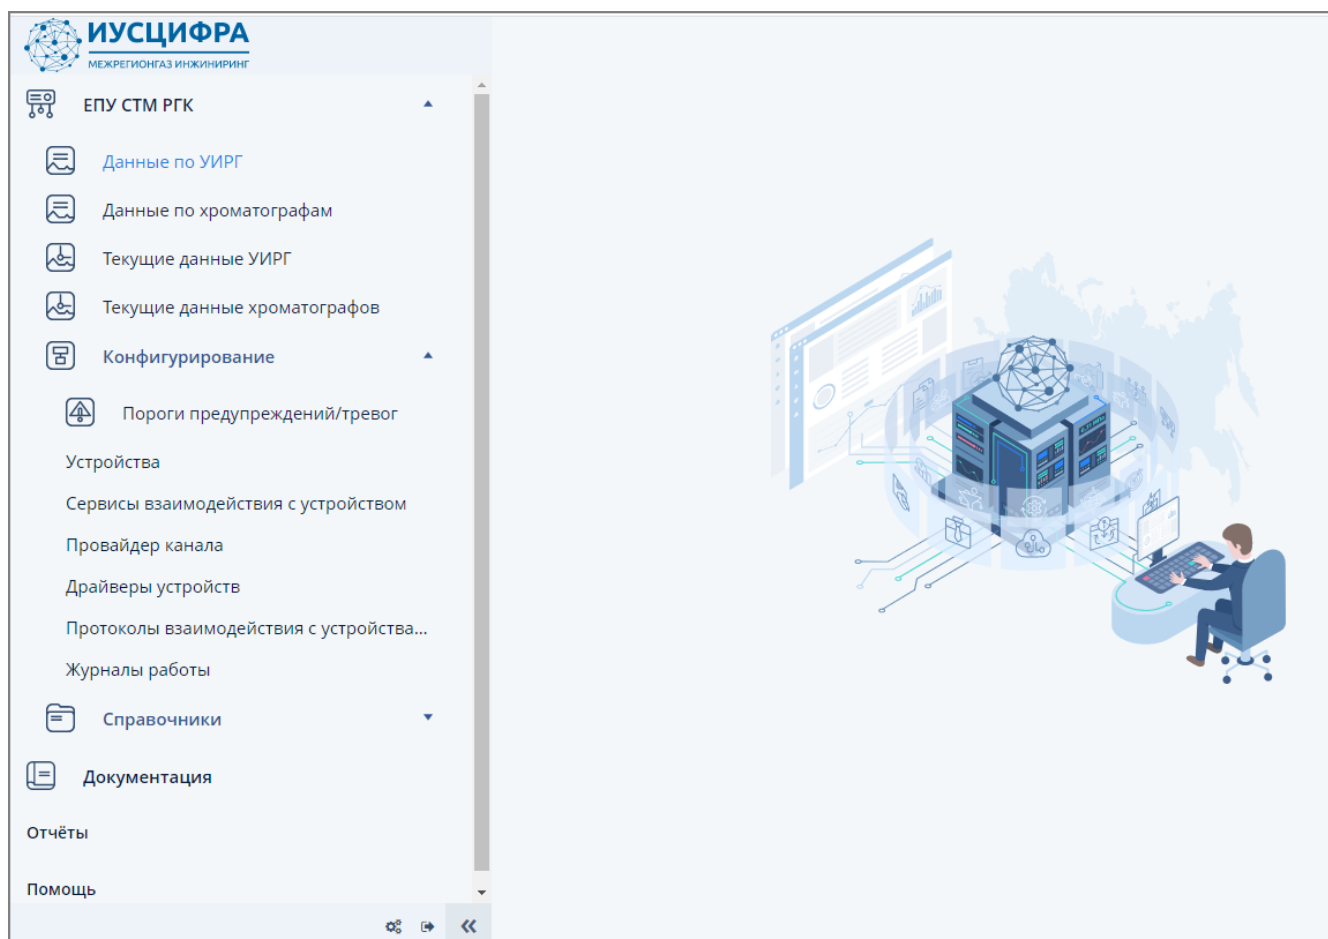 ИУСЦИФРА
МЕЖРЕГИОНГАЗ ИНЖИНИРИНГ
ЕПУ СТМ РГК
Данные по УИРГ
Данные по хроматографам
Текущие данные УИРГ
Текущие данные хроматографов
Конфигурирование
Пороги предупреждений/тревог
Устройства
Сервисы взаимодействия с устройством
Провайдер канала
Драйверы устройств
Протоколы взаимодействия с устройства...
Журналы работы
Справочники
Документация
Отчёты
Помощь